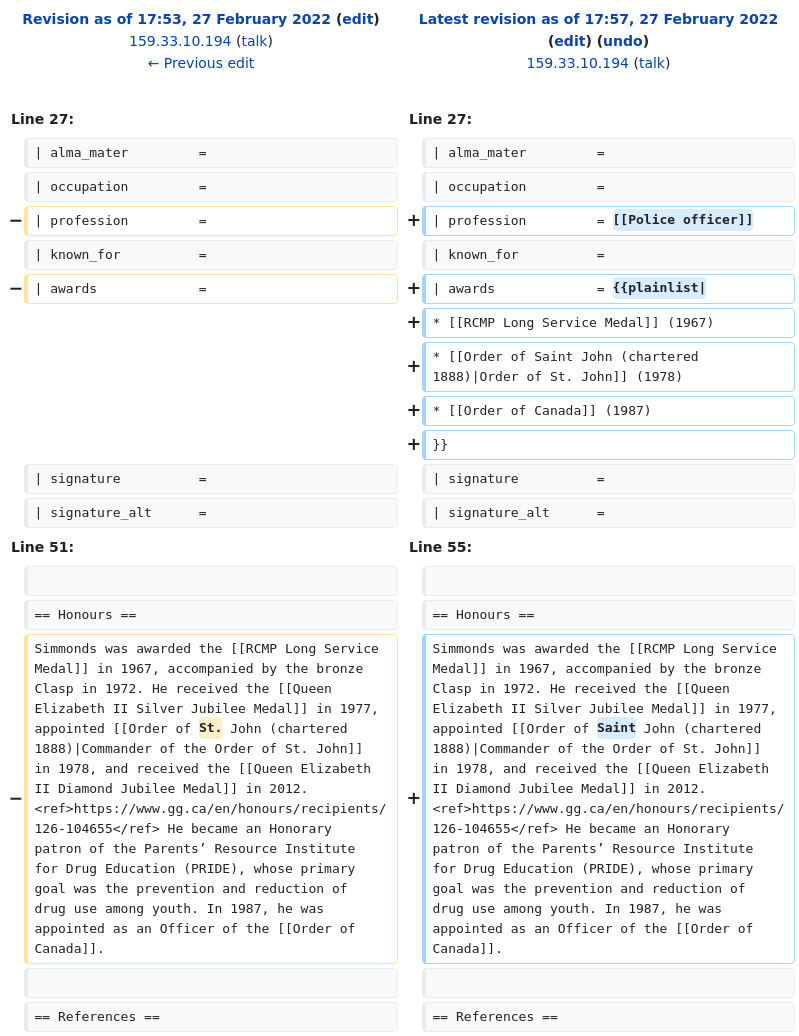 Revision as of 17:53, 27 February 2022 (edit)
159.33.10.194 (talk)
← Previous edit
Latest revision as of 17:57, 27 February 2022
(edit) (undo)
159.33.10.194 (talk)
Line 27:
Line 27:
| alma_mater         =
| alma_mater         =
| occupation         =
| occupation         =
− | profession         =
+ | profession         = [[Police officer]]
| known_for          =
| known_for          =
− | awards             =
+ | awards             = {{plainlist|
+ * [[RCMP Long Service Medal]] (1967)
+ * [[Order of Saint John (chartered
1888)|Order of St. John]] (1978)
+ * [[Order of Canada]] (1987)
+ }}
| signature          =
| signature          =
| signature_alt      =
| signature_alt      =
Line 51:
Line 55:
== Honours ==
== Honours ==
−
Simmonds was awarded the [[RCMP Long Service
Medal]] in 1967, accompanied by the bronze
Clasp in 1972. He received the [[Queen
Elizabeth II Silver Jubilee Medal]] in 1977,
appointed [[Order of St. John (chartered
1888)|Commander of the Order of St. John]]
in 1978, and received the [[Queen Elizabeth
II Diamond Jubilee Medal]] in 2012.
<ref>https://www.gg.ca/en/honours/recipients/
126-104655</ref> He became an Honorary
patron of the Parents’ Resource Institute
for Drug Education (PRIDE), whose primary
goal was the prevention and reduction of
drug use among youth. In 1987, he was
appointed as an Officer of the [[Order of
Canada]].
+
Simmonds was awarded the [[RCMP Long Service
Medal]] in 1967, accompanied by the bronze
Clasp in 1972. He received the [[Queen
Elizabeth II Silver Jubilee Medal]] in 1977,
appointed [[Order of Saint John (chartered
1888)|Commander of the Order of St. John]]
in 1978, and received the [[Queen Elizabeth
II Diamond Jubilee Medal]] in 2012.
<ref>https://www.gg.ca/en/honours/recipients/
126-104655</ref> He became an Honorary
patron of the Parents’ Resource Institute
for Drug Education (PRIDE), whose primary
goal was the prevention and reduction of
drug use among youth. In 1987, he was
appointed as an Officer of the [[Order of
Canada]].
== References ==
== References ==